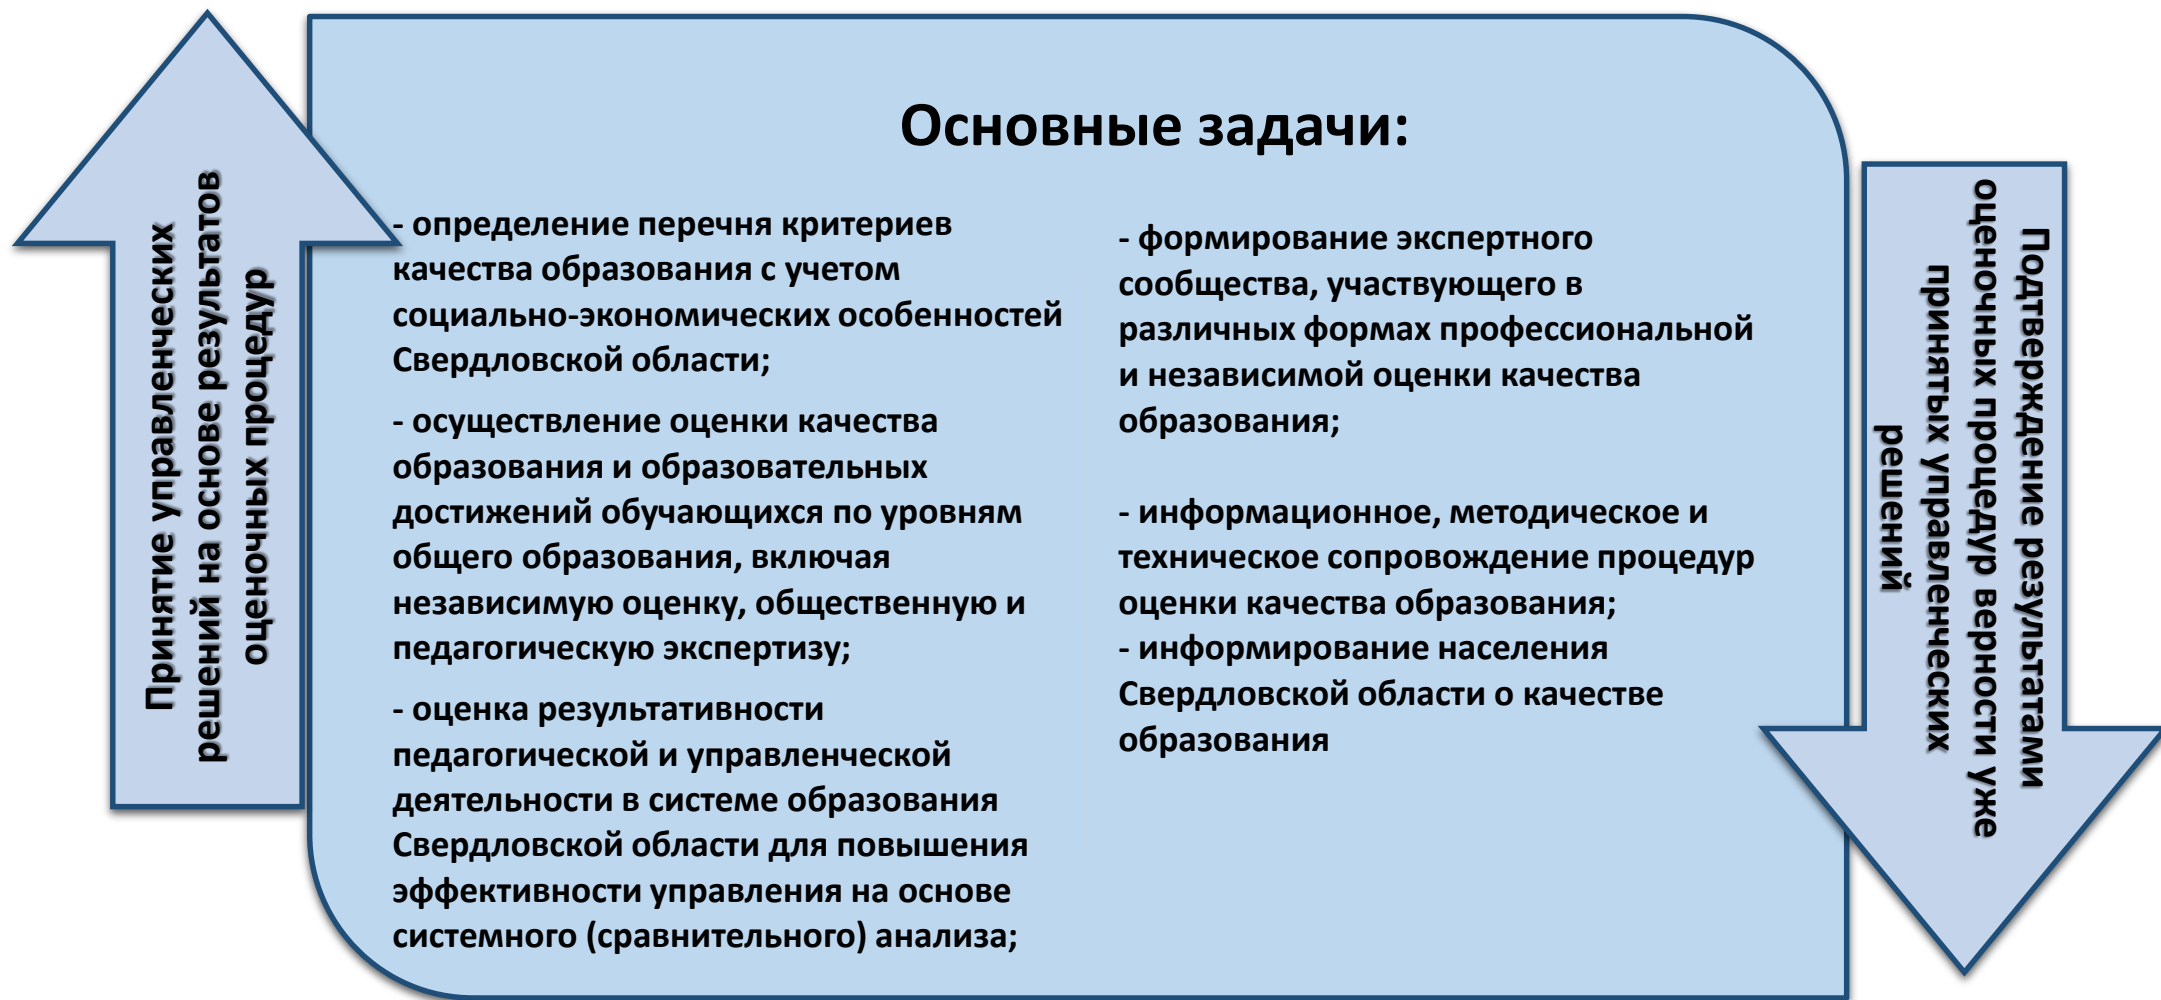 Основные задачи:
Принятие управленческих
решений на основе результатов
оценочных процедур
- определение перечня критериев
качества образования с учетом
социально-экономических особенностей
Свердловской области;
- осуществление оценки качества
образования и образовательных
достижений обучающихся по уровням
общего образования, включая
независимую оценку, общественную и
педагогическую экспертизу;
- оценка результативности
педагогической и управленческой
деятельности в системе образования
Свердловской области для повышения
эффективности управления на основе
системного (сравнительного) анализа;
- формирование экспертного
сообщества, участвующего в
различных формах профессиональной
и независимой оценки качества
образования;
- информационное, методическое и
техническое сопровождение процедур
оценки качества образования;
- информирование населения
Свердловской области о качестве
образования
Подтверждение результатами
оценочных процедур верности уже
принятых управленческих
решений